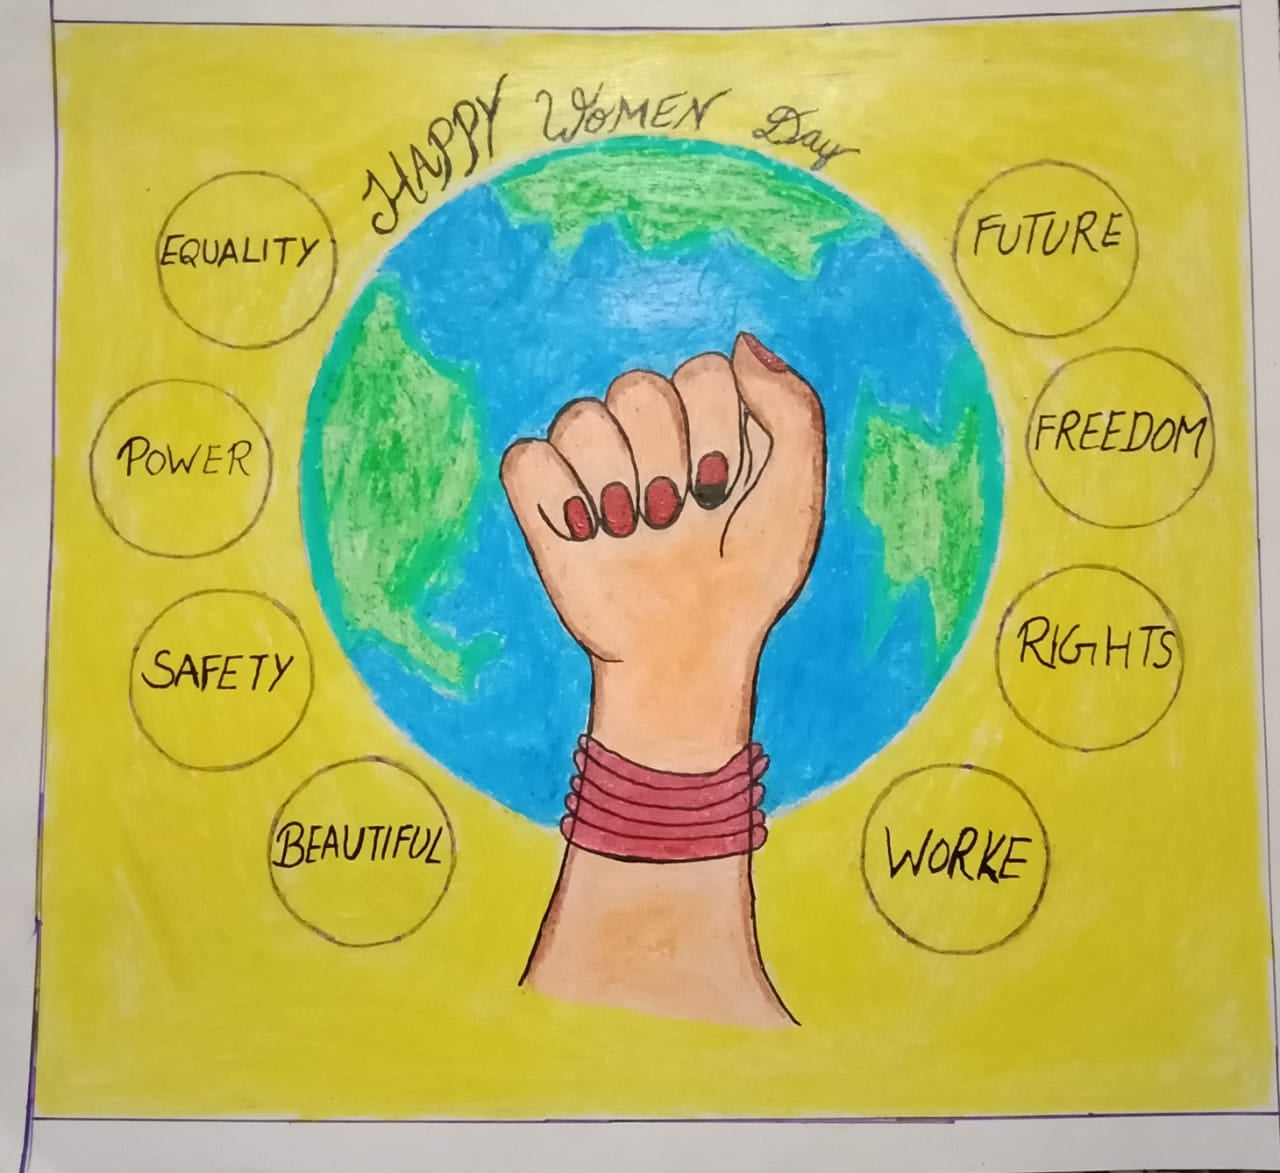 HAPPY WOMEN Day
EQUALITY
FUTURE
POWER
FREEDOM
SAFETY
RIGHTS
BEAUTIFUL
WORKE